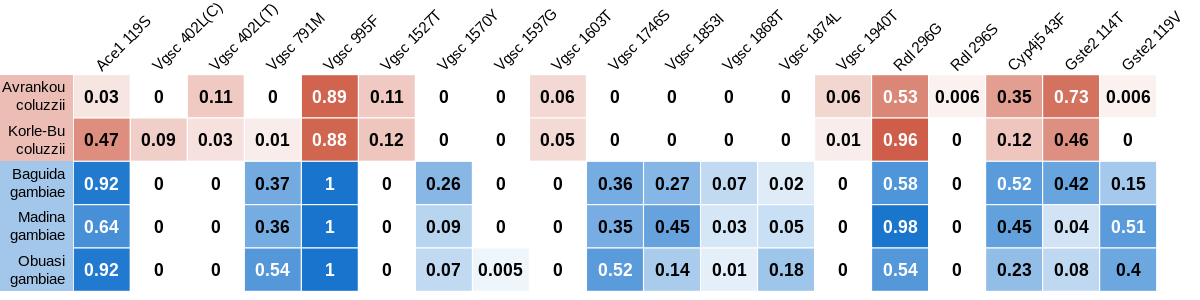 Ace1 119S Vgsc 402L(C) Vgsc 402L(T) Vgsc 791M Vgsc 995F Vgsc 1527T Vgsc 1570Y Vgsc 1597G Vgsc 1603T Vgsc 1746S Vgsc 1853I Vgsc 1868T Vgsc 1874L Vgsc 1940T Rdl 296G Rdl 296S Cyp4j5 43F Gste2 114T Gste2 119V
Avrankou
coluzzii
0.03 0 0.11 0 0.89 0.11 0 0 0.06 0 0 0 0 0.06 0.53 0.006 0.35 0.73 0.006
Korle-Bu
coluzzii
0.47 0.09 0.03 0.01 0.88 0.12 0 0 0.05 0 0 0 0 0.01 0.96 0 0.12 0.46 0
Baguida
gambiae
0.92 0 0 0.37 1 0 0.26 0 0 0.36 0.27 0.07 0.02 0 0.58 0 0.52 0.42 0.15
Madina
gambiae
0.64 0 0 0.36 1 0 0.09 0 0 0.35 0.45 0.03 0.05 0 0.98 0 0.45 0.04 0.51
Obuasi
gambiae
0.92 0 0 0.54 1 0 0.07 0.005 0 0.52 0.14 0.01 0.18 0 0.54 0 0.23 0.08 0.4